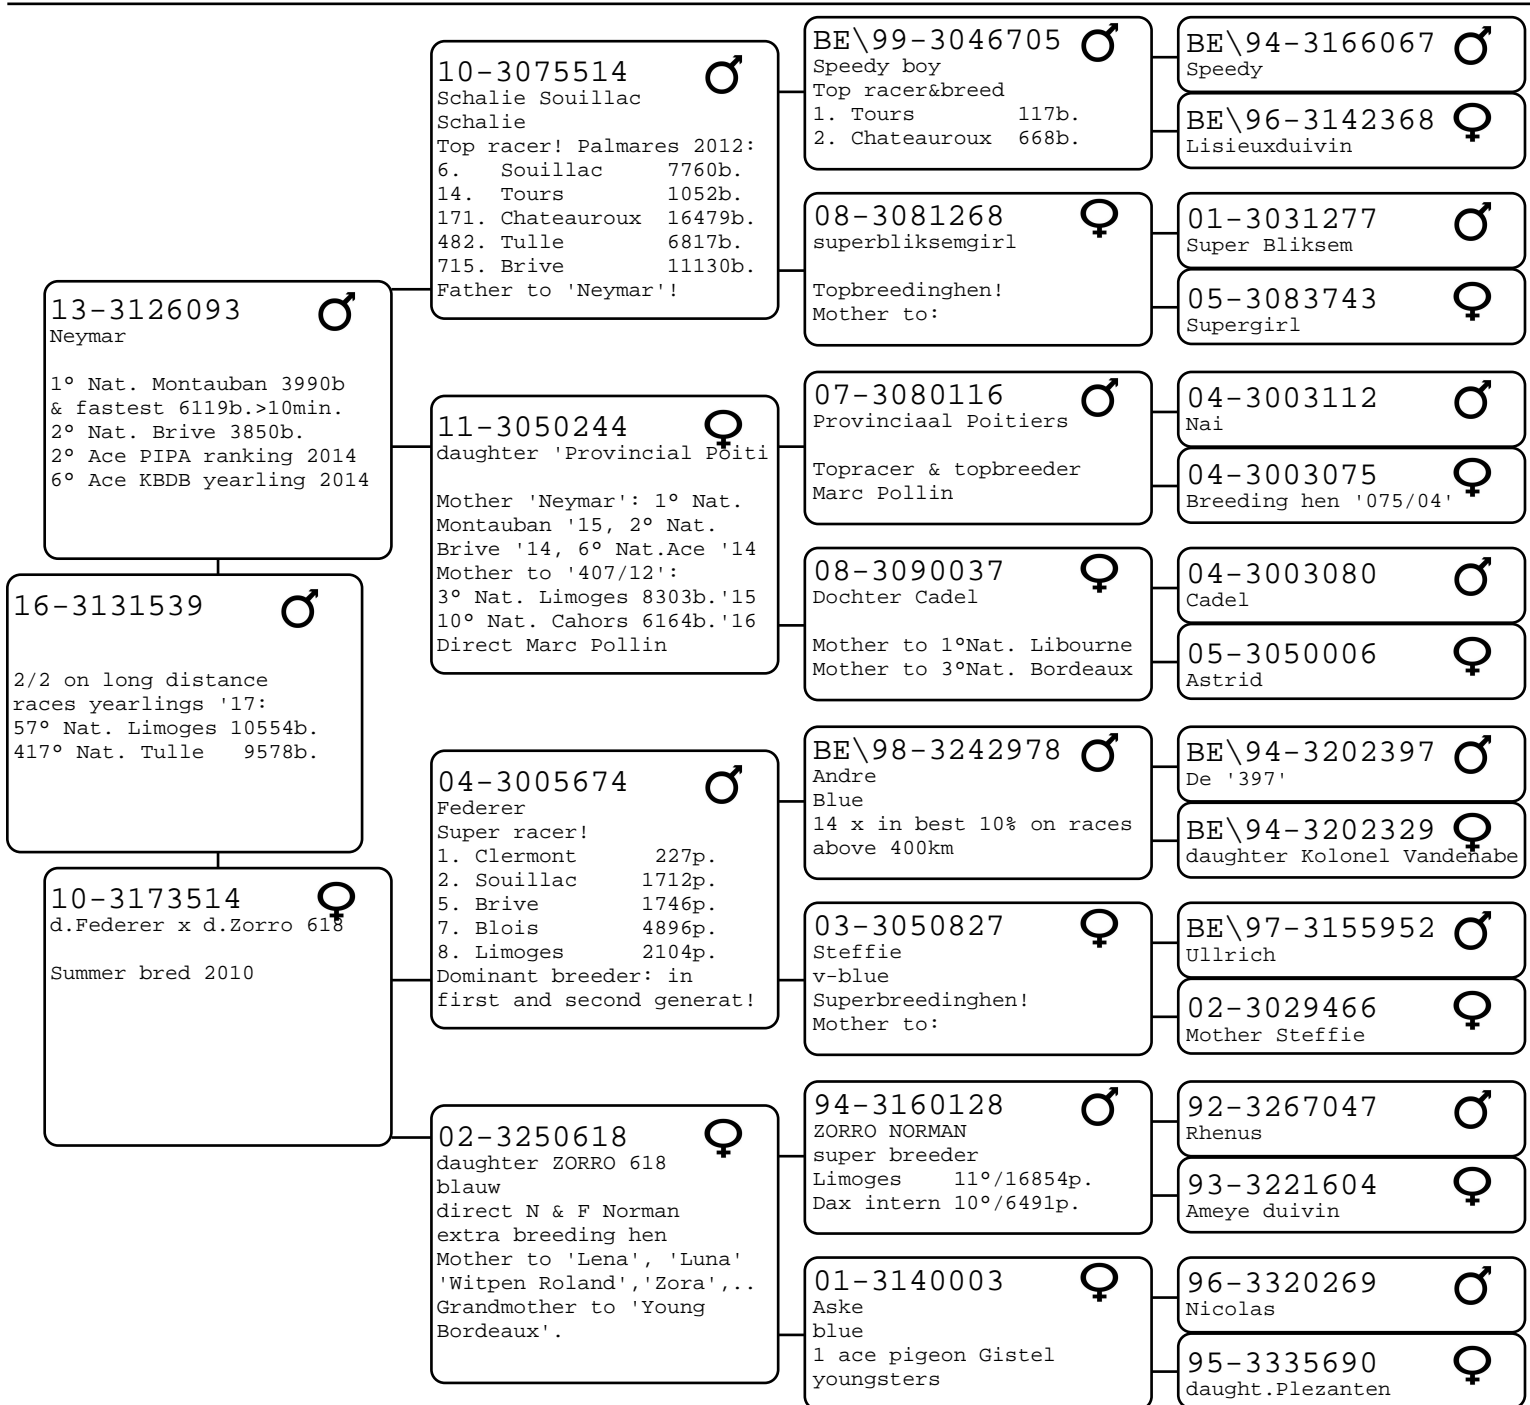 16-3131539
2/2 on long distance
races yearlings '17:
57° Nat. Limoges 10554b.
417° Nat. Tulle   9578b.
13-3126093
Neymar
1° Nat. Montauban 3990b
& fastest 6119b.>10min.
2° Nat. Brive 3850b.
2° Ace PIPA ranking 2014
6° Ace KBDB yearling 2014
10-3173514
d.Federer x d.Zorro 618
Summer bred 2010
10-3075514
Schalie Souillac
Schalie
Top racer! Palmares 2012:
6.   Souillac     7760b.
14.  Tours        1052b.
171. Chateauroux  16479b.
482. Tulle        6817b.
715. Brive        11130b.
Father to 'Neymar'!
11-3050244
daughter 'Provincial Poiti
Mother 'Neymar': 1° Nat.
Montauban '15, 2° Nat.
Brive '14, 6° Nat.Ace '14
Mother to '407/12':
3° Nat. Limoges 8303b.'15
10° Nat. Cahors 6164b.'16
Direct Marc Pollin
04-3005674
Federer
Super racer!
1. Clermont      227p.
2. Souillac     1712p.
5. Brive        1746p.
7. Blois        4896p.
8. Limoges      2104p.
Dominant breeder: in
first and second generat!
02-3250618
daughter ZORRO 618
blauw
direct N & F Norman
extra breeding hen
Mother to 'Lena', 'Luna'
'Witpen Roland','Zora',..
Grandmother to 'Young
Bordeaux'.
BE\99-3046705
Speedy boy
Top racer&breed
1. Tours        117b.
2. Chateauroux  668b.
08-3081268
superbliksemgirl
Topbreedinghen!
Mother to:
07-3080116
Provinciaal Poitiers
Topracer & topbreeder
Marc Pollin
08-3090037
Dochter Cadel
Mother to 1°Nat. Libourne
Mother to 3°Nat. Bordeaux
BE\98-3242978
Andre
Blue
14 x in best 10% on races
above 400km
03-3050827
Steffie
v-blue
Superbreedinghen!
Mother to:
94-3160128
ZORRO NORMAN
super breeder
Limoges    11°/16854p.
Dax intern 10°/6491p.
01-3140003
Aske
blue
1 ace pigeon Gistel
youngsters
BE\94-3166067
Speedy
BE\96-3142368
Lisieuxduivin
01-3031277
Super Bliksem
05-3083743
Supergirl
04-3003112
Nai
04-3003075
Breeding hen '075/04'
04-3003080
Cadel
05-3050006
Astrid
BE\94-3202397
De '397'
BE\94-3202329
daughter Kolonel Vandenabe
BE\97-3155952
Ullrich
02-3029466
Mother Steffie
92-3267047
Rhenus
93-3221604
Ameye duivin
96-3320269
Nicolas
95-3335690
daught.Plezanten